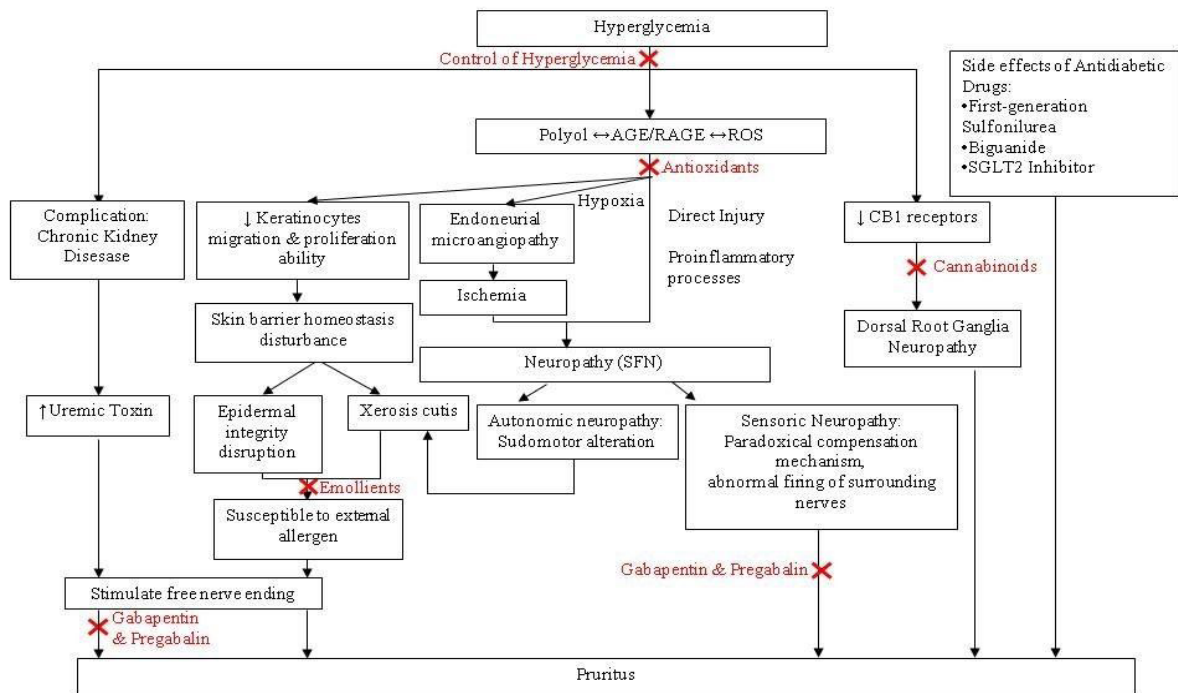 Hyperglycemia
Control of Hyperglycemia
Side effects of Antidiabetic
Drugs:
•First-generation
Sulfonilurea
•Biguanide
•SGLT2 Inhibitor
Polyol ↔AGE/RAGE ↔ROS
Antioxidants
Hypoxia
Direct Injury
Proinflammatory
processes
Complication:
Chronic Kidney
Disesase
↓ Keratinocytes
migration & proliferation
ability
Endoneurial
microangiopathy
↓ CB1 receptors
Cannabinoids
Ischemia
Skin barrier homeostasis
disturbance
Dorsal Root Ganglia
Neuropathy
Neuropathy (SFN)
↑Uremic Toxin
Epidermal
integrity
disruption
Xerosis cutis
Autonomic neuropathy:
Sudomotor alteration
Sensoric Neuropathy:
Paradoxical compensation
mechanism,
abnormal firing of surrounding
nerves
Emollients
Susceptible to external
allergen
Gabapentin & Pregabalin
Stimulate free nerve ending
Gabapentin
& Pregabalin
Pruritus